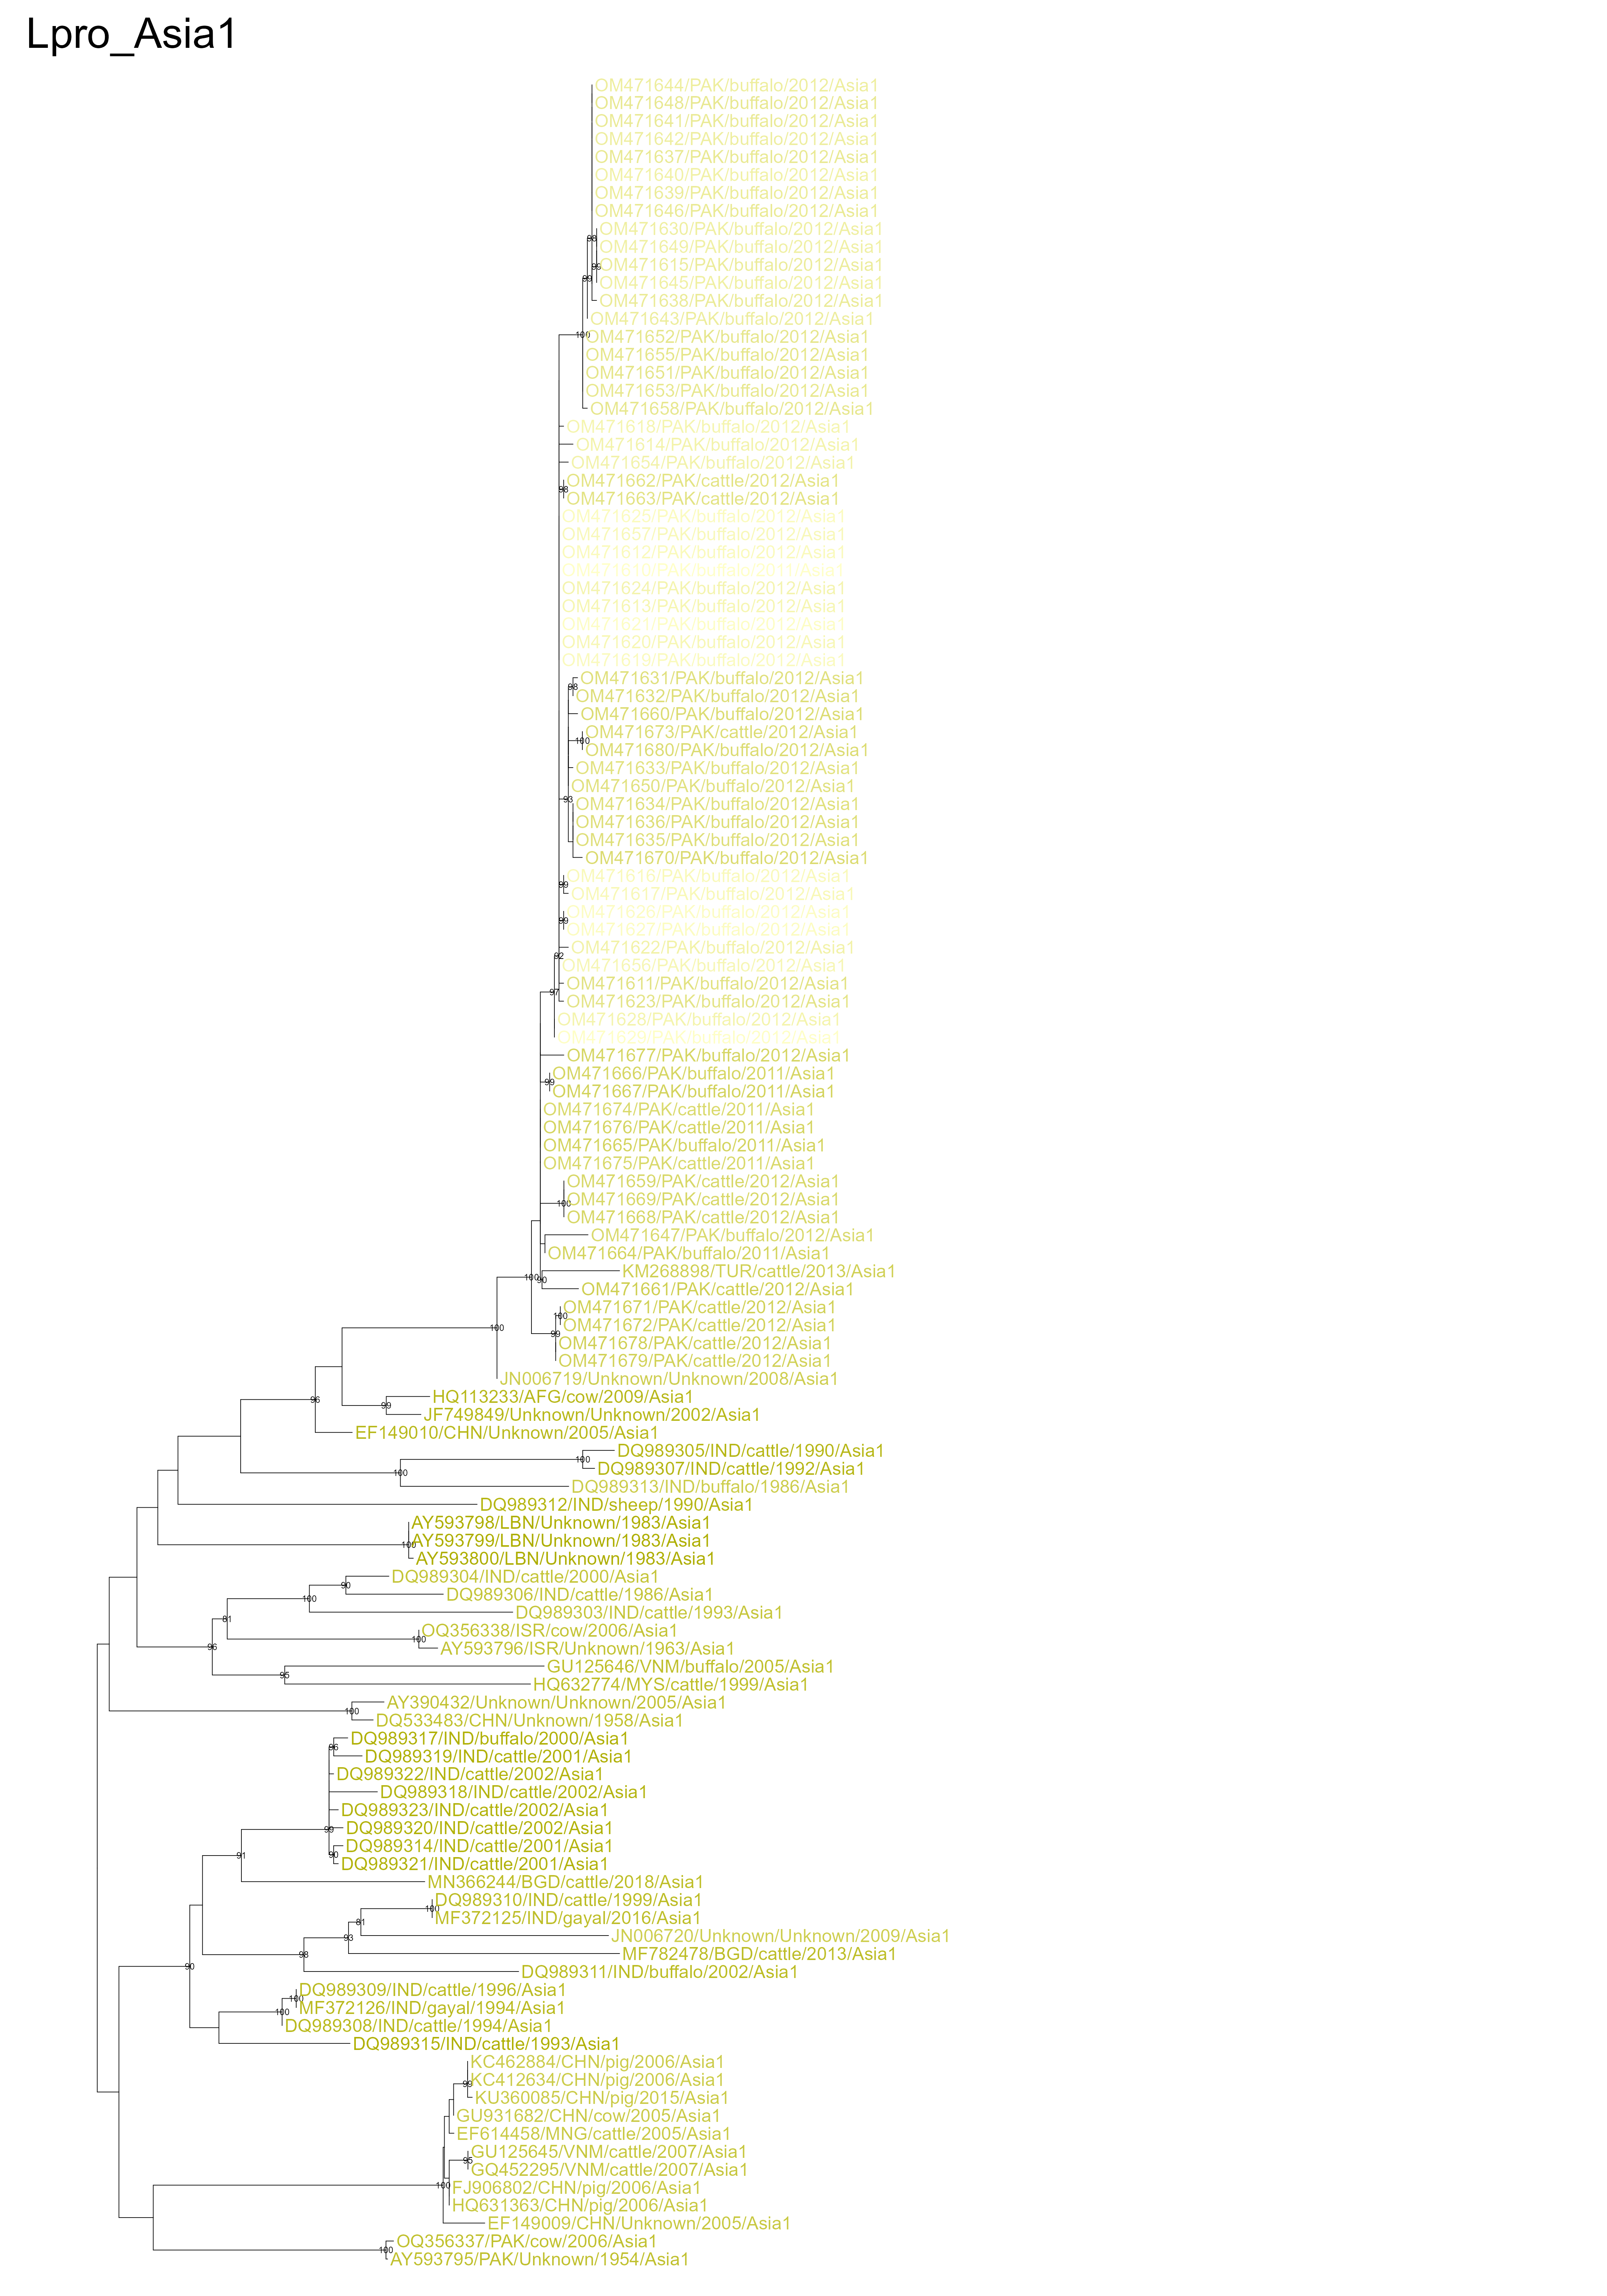 Lpro_Asia1
OM471644/PAK/buffalo/2012/Asia1
OM471648/PAK/buffalo/2012/Asia1
OM471641/PAK/buffalo/2012/Asia1
OM471642/PAK/buffalo/2012/Asia1
OM471637/PAK/buffalo/2012/Asia1
OM471640/PAK/buffalo/2012/Asia1
OM471639/PAK/buffalo/2012/Asia1
OM471646/PAK/buffalo/2012/Asia1
OM471630/PAK/buffalo/2012/Asia1
98
OM471649/PAK/buffalo/2012/Asia1
95 OM471615/PAK/buffalo/2012/Asia1
99
OM471645/PAK/buffalo/2012/Asia1
OM471638/PAK/buffalo/2012/Asia1
OM471643/PAK/buffalo/2012/Asia1
100 OM471652/PAK/buffalo/2012/Asia1
OM471655/PAK/buffalo/2012/Asia1
OM471651/PAK/buffalo/2012/Asia1
OM471653/PAK/buffalo/2012/Asia1
OM471658/PAK/buffalo/2012/Asia1
OM471618/PAK/buffalo/2012/Asia1
OM471614/PAK/buffalo/2012/Asia1
OM471654/PAK/buffalo/2012/Asia1
OM471662/PAK/cattle/2012/Asia1
98
OM471663/PAK/cattle/2012/Asia1
OM471625/PAK/buffalo/2012/Asia1
OM471657/PAK/buffalo/2012/Asia1
OM471612/PAK/buffalo/2012/Asia1
OM471610/PAK/buffalo/2011/Asia1
OM471624/PAK/buffalo/2012/Asia1
OM471613/PAK/buffalo/2012/Asia1
OM471621/PAK/buffalo/2012/Asia1
OM471620/PAK/buffalo/2012/Asia1
OM471619/PAK/buffalo/2012/Asia1
OM471631/PAK/buffalo/2012/Asia1
98
OM471632/PAK/buffalo/2012/Asia1
OM471660/PAK/buffalo/2012/Asia1
OM471673/PAK/cattle/2012/Asia1
100
OM471680/PAK/buffalo/2012/Asia1
OM471633/PAK/buffalo/2012/Asia1
OM471650/PAK/buffalo/2012/Asia1
93
OM471634/PAK/buffalo/2012/Asia1
OM471636/PAK/buffalo/2012/Asia1
OM471635/PAK/buffalo/2012/Asia1
OM471670/PAK/buffalo/2012/Asia1
OM471616/PAK/buffalo/2012/Asia1
99
OM471617/PAK/buffalo/2012/Asia1
OM471626/PAK/buffalo/2012/Asia1
99
OM471627/PAK/buffalo/2012/Asia1
OM471622/PAK/buffalo/2012/Asia1
92
OM471656/PAK/buffalo/2012/Asia1
OM471611/PAK/buffalo/2012/Asia1
97
OM471623/PAK/buffalo/2012/Asia1
OM471628/PAK/buffalo/2012/Asia1
OM471629/PAK/buffalo/2012/Asia1
OM471677/PAK/buffalo/2012/Asia1
OM471666/PAK/buffalo/2011/Asia1
99
OM471667/PAK/buffalo/2011/Asia1
OM471674/PAK/cattle/2011/Asia1
OM471676/PAK/cattle/2011/Asia1
OM471665/PAK/buffalo/2011/Asia1
OM471675/PAK/cattle/2011/Asia1
OM471659/PAK/cattle/2012/Asia1
100 OM471669/PAK/cattle/2012/Asia1
OM471668/PAK/cattle/2012/Asia1
OM471647/PAK/buffalo/2012/Asia1
OM471664/PAK/buffalo/2011/Asia1
KM268898/TUR/cattle/2013/Asia1
100
90
OM471661/PAK/cattle/2012/Asia1
OM471671/PAK/cattle/2012/Asia1
100
OM471672/PAK/cattle/2012/Asia1
100
99
OM471678/PAK/cattle/2012/Asia1
OM471679/PAK/cattle/2012/Asia1
JN006719/Unknown/Unknown/2008/Asia1
HQ113233/AFG/cow/2009/Asia1
96
99
JF749849/Unknown/Unknown/2002/Asia1
EF149010/CHN/Unknown/2005/Asia1
DQ989305/IND/cattle/1990/Asia1
100
DQ989307/IND/cattle/1992/Asia1
100
DQ989313/IND/buffalo/1986/Asia1
DQ989312/IND/sheep/1990/Asia1
AY593798/LBN/Unknown/1983/Asia1
AY593799/LBN/Unknown/1983/Asia1
100
AY593800/LBN/Unknown/1983/Asia1
DQ989304/IND/cattle/2000/Asia1
90
DQ989306/IND/cattle/1986/Asia1
100
DQ989303/IND/cattle/1993/Asia1
81
OQ356338/ISR/cow/2006/Asia1
100
96
AY593796/ISR/Unknown/1963/Asia1
GU125646/VNM/buffalo/2005/Asia1
95
HQ632774/MYS/cattle/1999/Asia1
AY390432/Unknown/Unknown/2005/Asia1
100
DQ533483/CHN/Unknown/1958/Asia1
DQ989317/IND/buffalo/2000/Asia1
96
DQ989319/IND/cattle/2001/Asia1
DQ989322/IND/cattle/2002/Asia1
DQ989318/IND/cattle/2002/Asia1
DQ989323/IND/cattle/2002/Asia1
99 DQ989320/IND/cattle/2002/Asia1
DQ989314/IND/cattle/2001/Asia1
91
90
DQ989321/IND/cattle/2001/Asia1
MN366244/BGD/cattle/2018/Asia1
DQ989310/IND/cattle/1999/Asia1
100
MF372125/IND/gayal/2016/Asia1
81
JN006720/Unknown/Unknown/2009/Asia1
93
MF782478/BGD/cattle/2013/Asia1
98
DQ989311/IND/buffalo/2002/Asia1
90
DQ989309/IND/cattle/1996/Asia1
100
MF372126/IND/gayal/1994/Asia1
100
DQ989308/IND/cattle/1994/Asia1
DQ989315/IND/cattle/1993/Asia1
KC462884/CHN/pig/2006/Asia1
99
KC412634/CHN/pig/2006/Asia1
KU360085/CHN/pig/2015/Asia1
GU931682/CHN/cow/2005/Asia1
EF614458/MNG/cattle/2005/Asia1
GU125645/VNM/cattle/2007/Asia1
95
GQ452295/VNM/cattle/2007/Asia1
100
FJ906802/CHN/pig/2006/Asia1
HQ631363/CHN/pig/2006/Asia1
EF149009/CHN/Unknown/2005/Asia1
OQ356337/PAK/cow/2006/Asia1
100
AY593795/PAK/Unknown/1954/Asia1